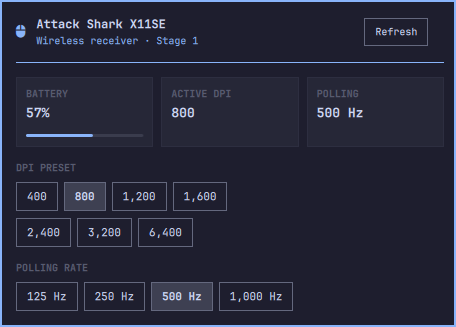 Attack Shark X11SE
Wireless receiver · Stage 1
Refresh
BATTERY
57%
ACTIVE DPI
800
POLLING
500 Hz
DPI PRESET
400 800 1,200 1,600
2,400 3,200 6,400
POLLING RATE
125 Hz 250 Hz 500 Hz 1,000 Hz